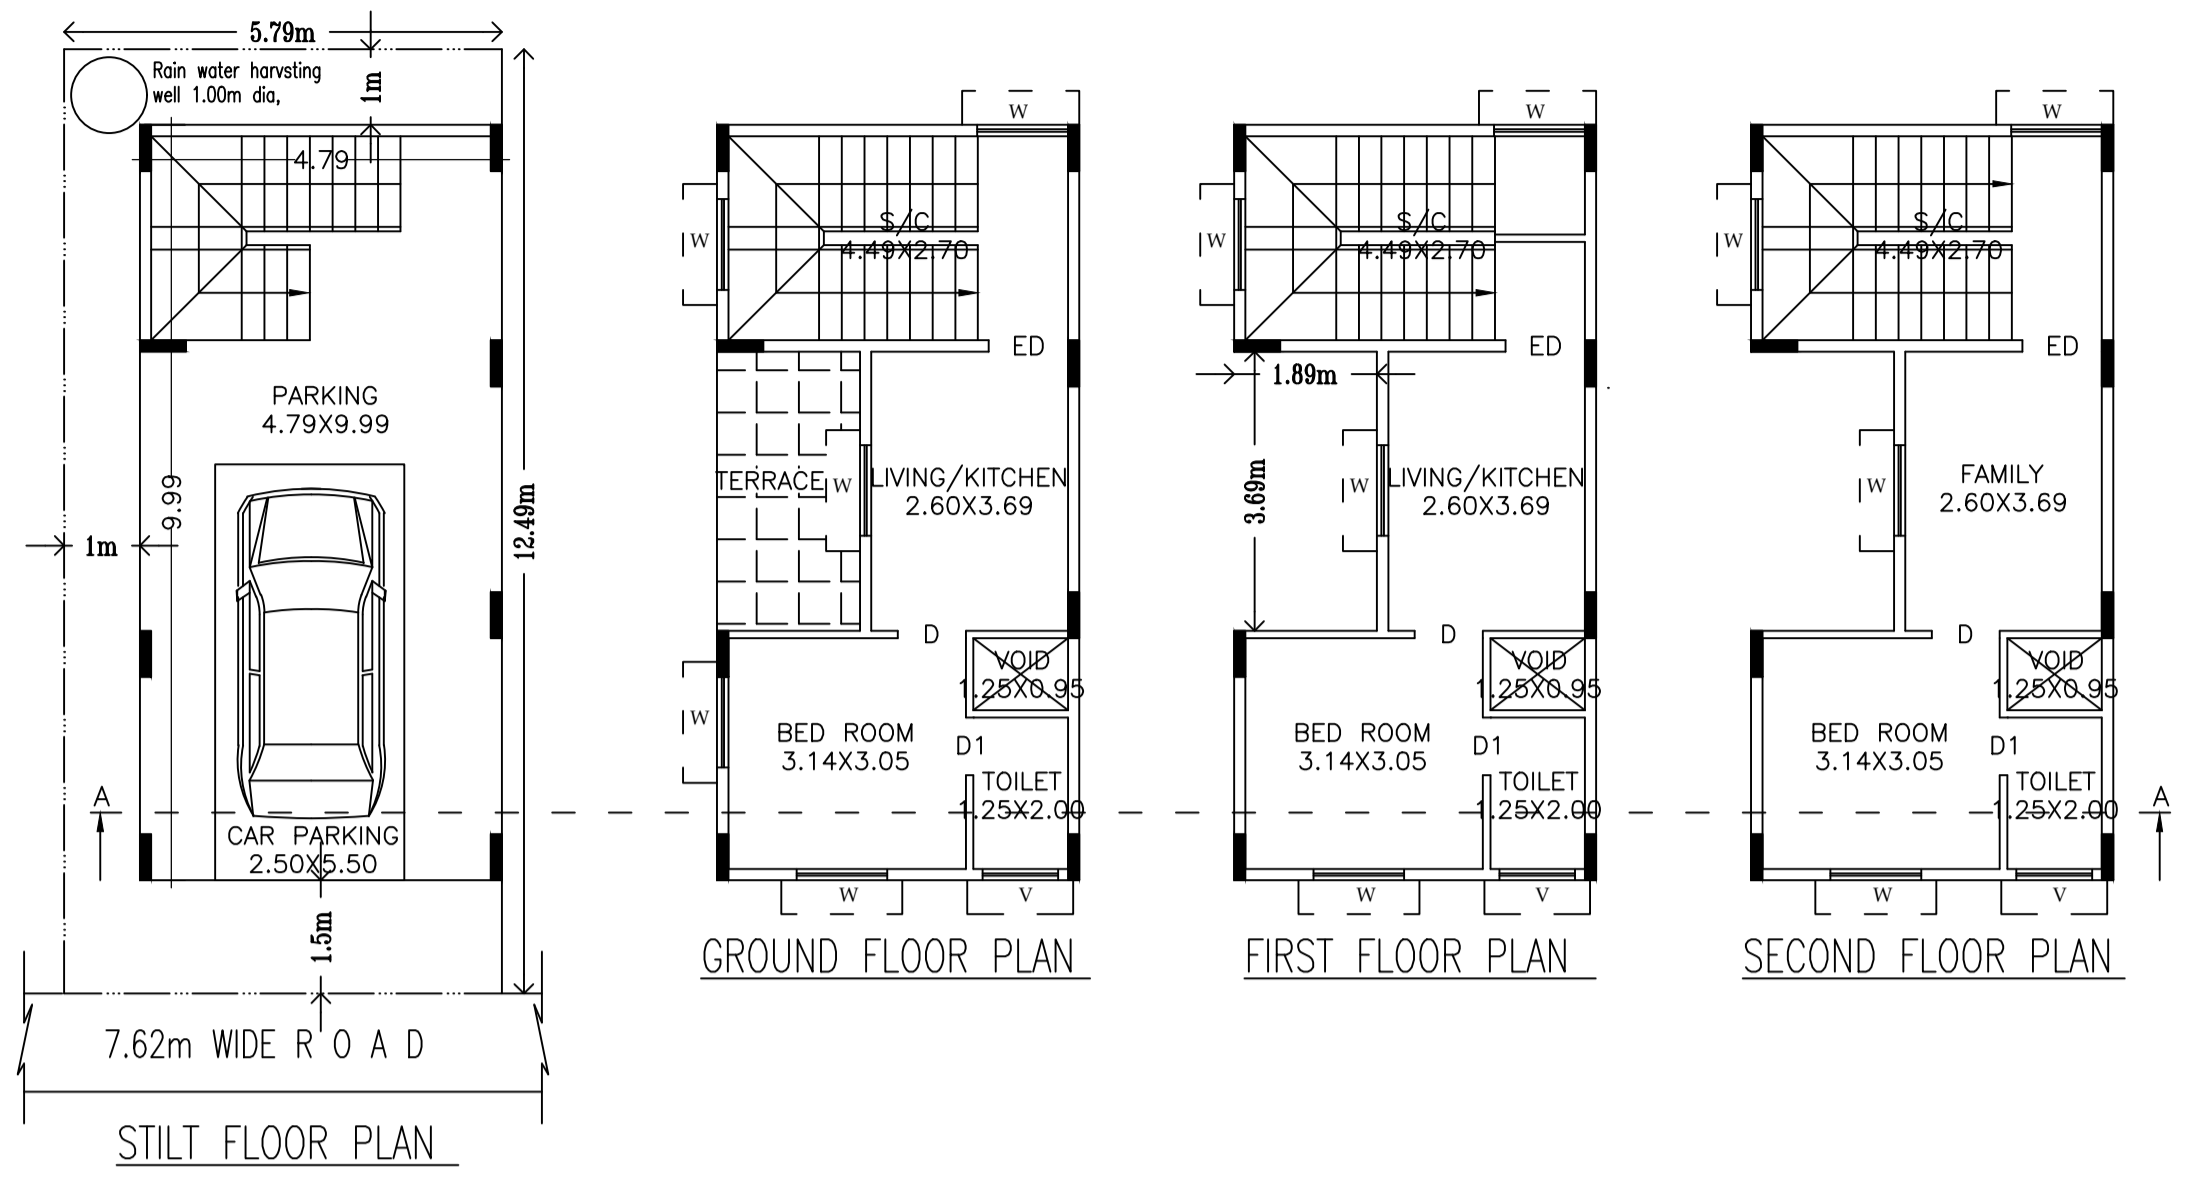 5.79m
Rain water harvsting
well 1.00m dia,
1m
4.79
PARKING
4.79X9.99
9.99
12.49m
1m
A
CAR PARKING
2.50X5.50
1.5m
7.62m WIDE R O A D
STILT FLOOR PLAN
W
W
S/C
4.49X2.70
ED
TERRACE
W
LIVING/KITCHEN
2.60X3.69
D
VOID
1.25X0.95
W
BED ROOM
3.14X3.05
D1
TOILET
1.25X2.00
W
V
GROUND FLOOR PLAN
W
W
S/C
4.49X2.70
ED
1.89m
3.69m
W
LIVING/KITCHEN
2.60X3.69
D
VOID
1.25X0.95
BED ROOM
3.14X3.05
D1
TOILET
1.25X2.00
W
V
FIRST FLOOR PLAN
W
W
S/C
4.49X2.70
ED
W
FAMILY
2.60X3.69
D
VOID
1.25X0.95
BED ROOM
3.14X3.05
D1
TOILET
1.25X2.00
A
W
V
SECOND FLOOR PLAN